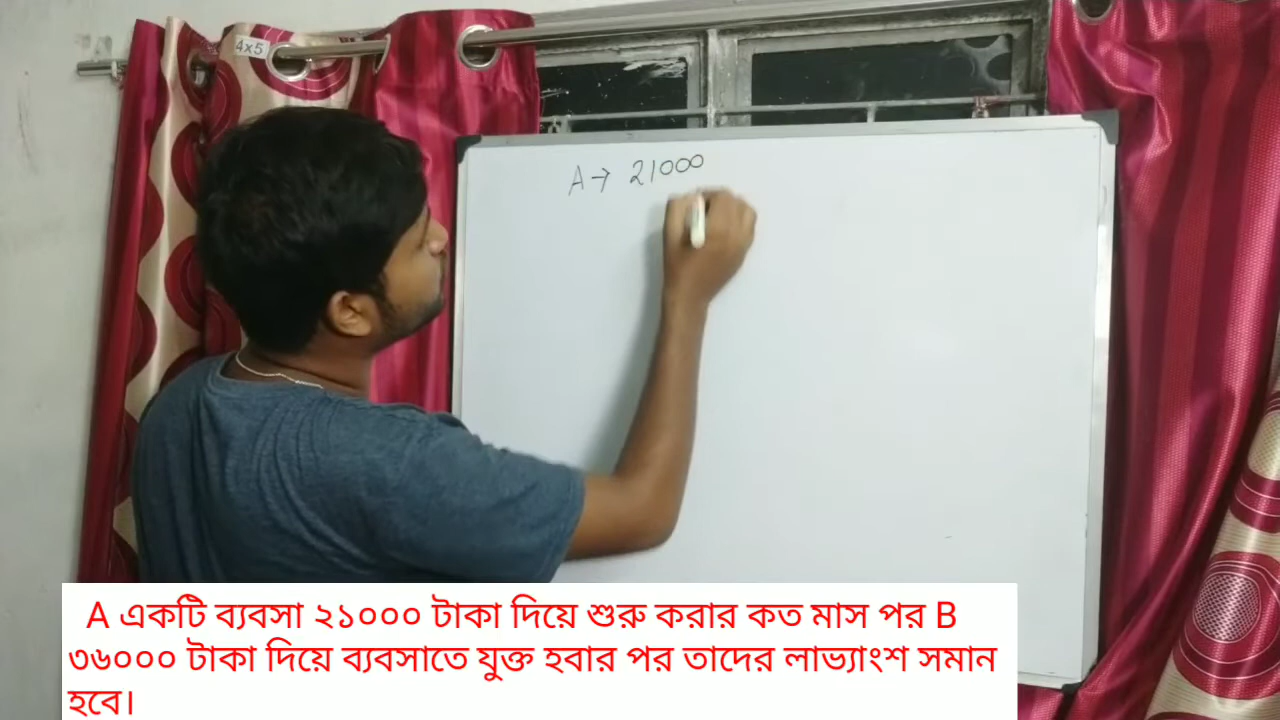 4x5
A → 21000
A একটি ব্যবসা ২১০০০ টাকা দিয়ে শুরু করার কত মাস পর B
৩৬০০০ টাকা দিয়ে ব্যবসাতে যুক্ত হবার পর তাদের লাভ্যাংশ সমান
হবে।